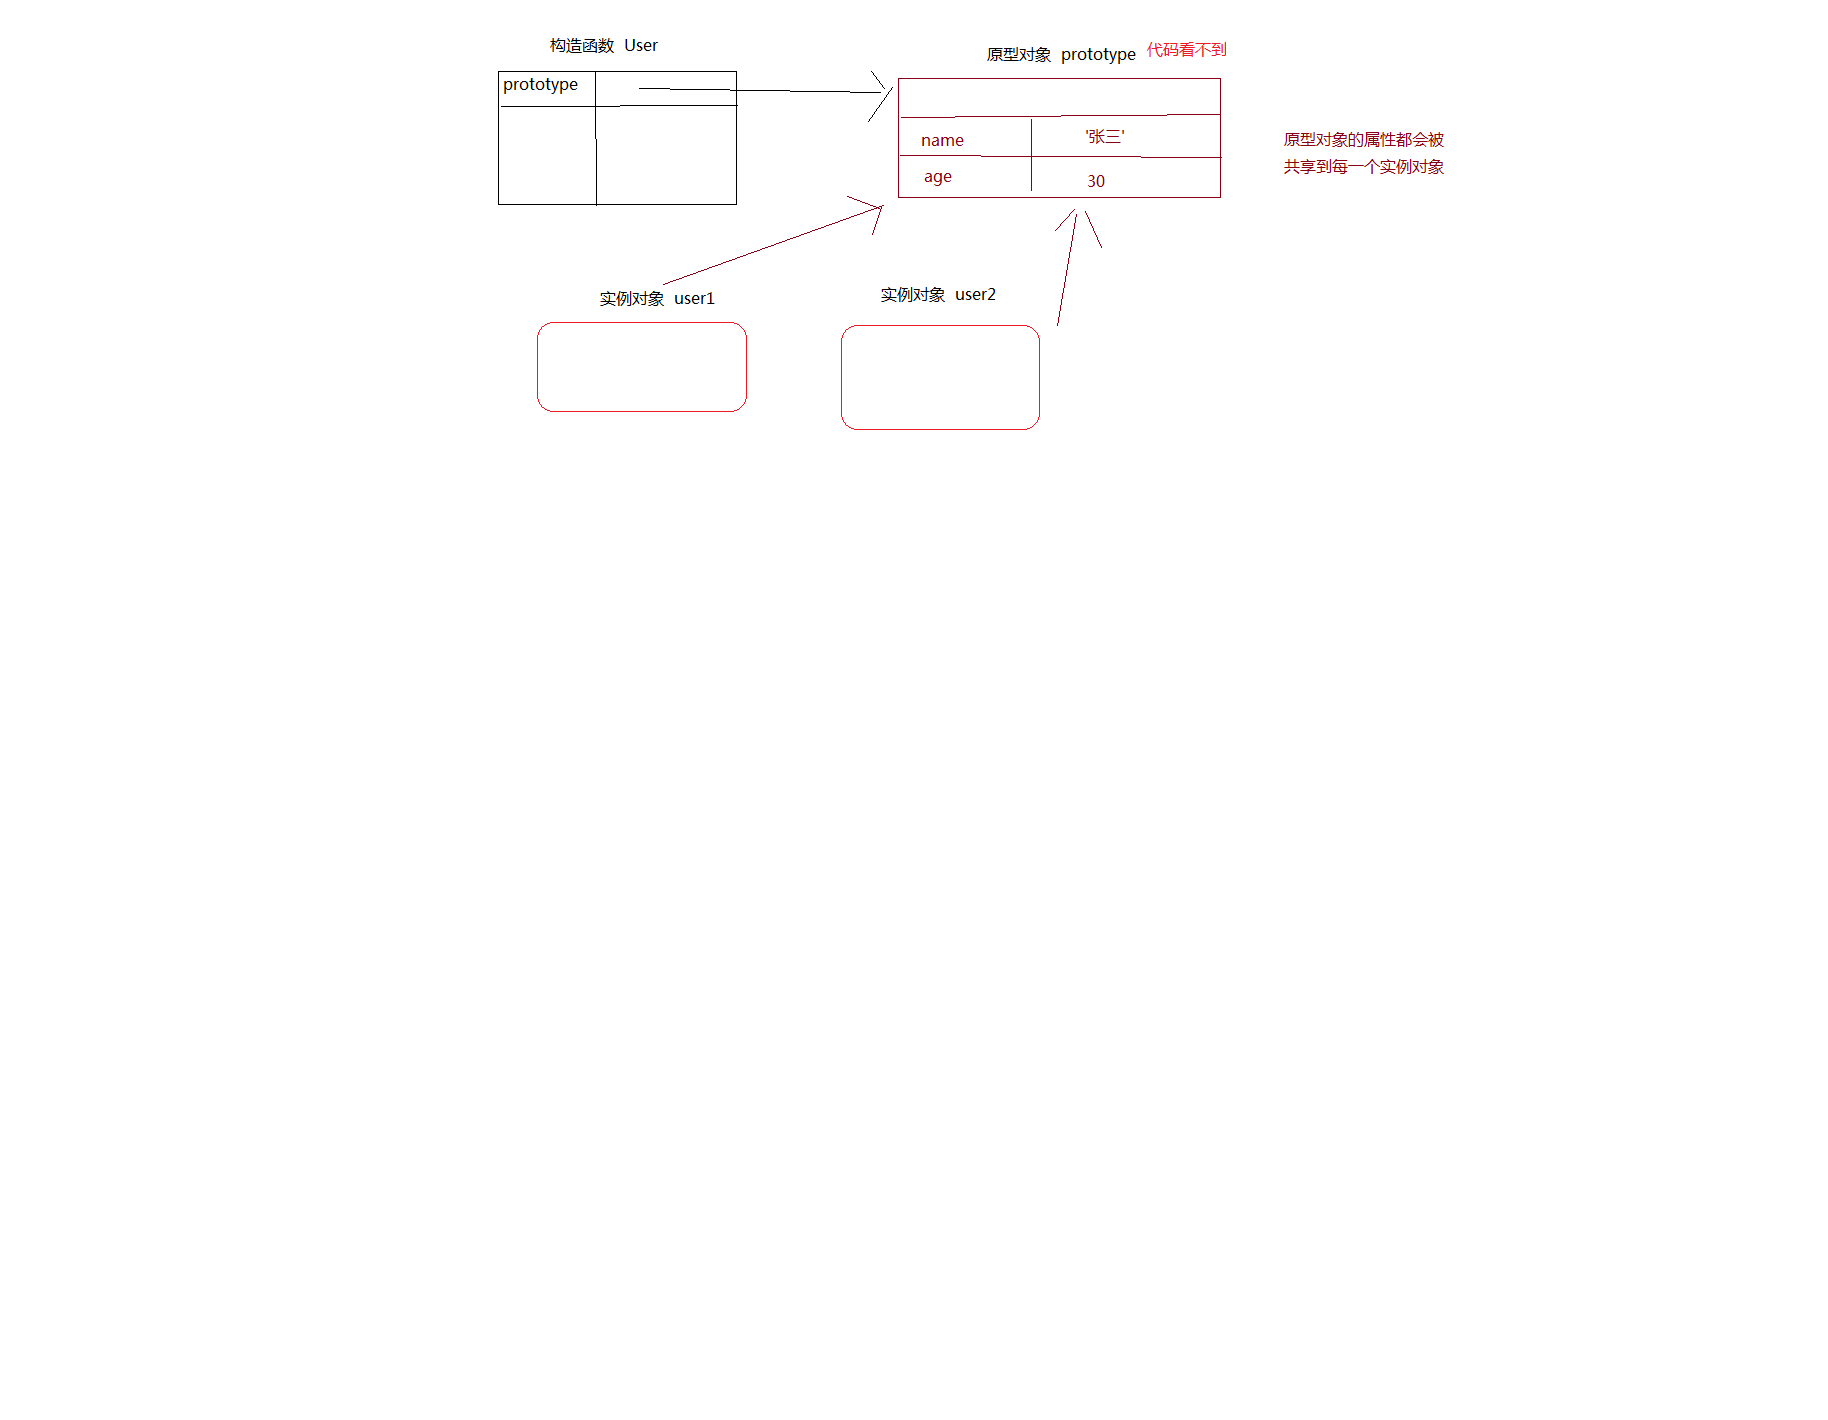 构造函数 User
原型对象 prototype 代码看不到
prototype
name '张三'
age 30
原型对象的属性都会被
共享到每一个实例对象
实例对象 user1
实例对象 user2